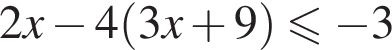 2x − 4(3x + 9) ⩽ −3